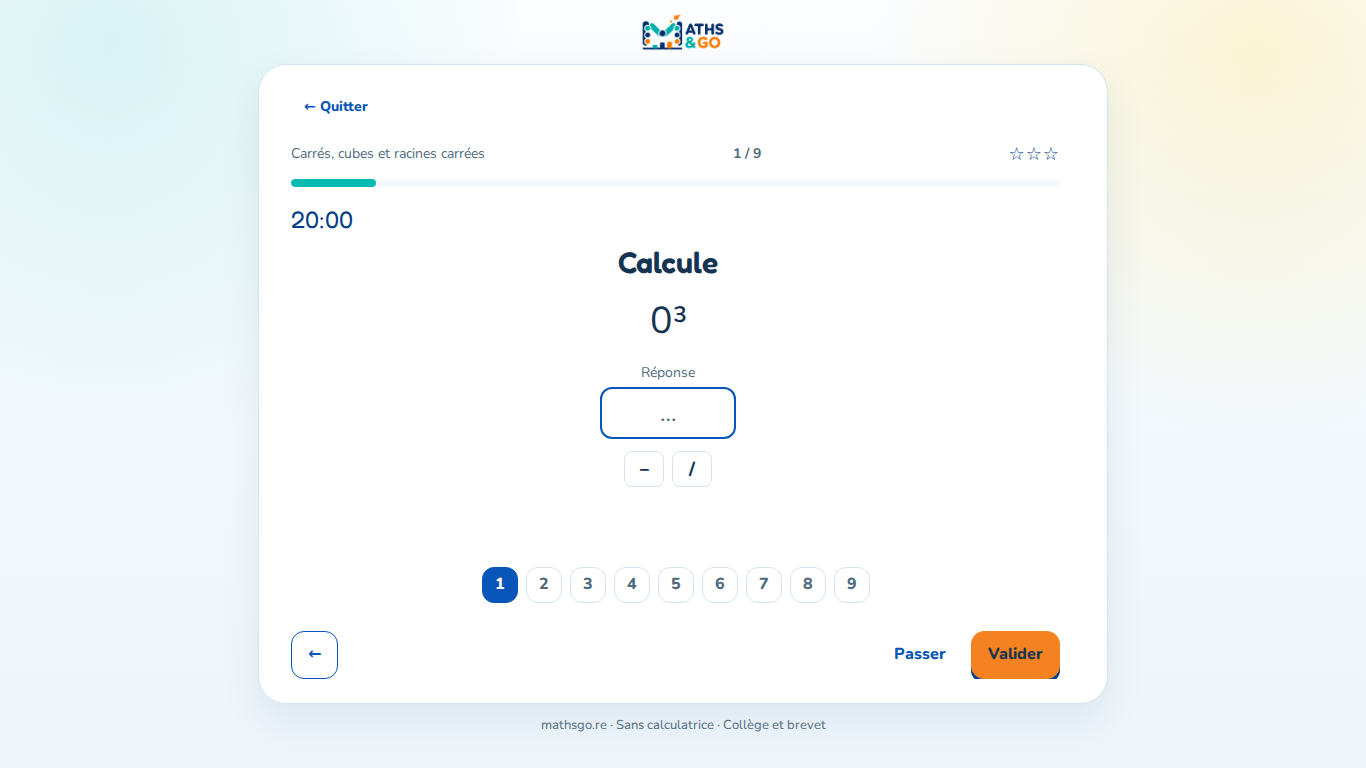 MATHS
&GO
← Quitter
Carrés, cubes et racines carrées
1 / 9
☆☆☆
20:00
Calcule
0³
Réponse
...
− /
1 2 3 4 5 6 7 8 9
←
Passer
Valider
mathsgo.re · Sans calculatrice · Collège et brevet